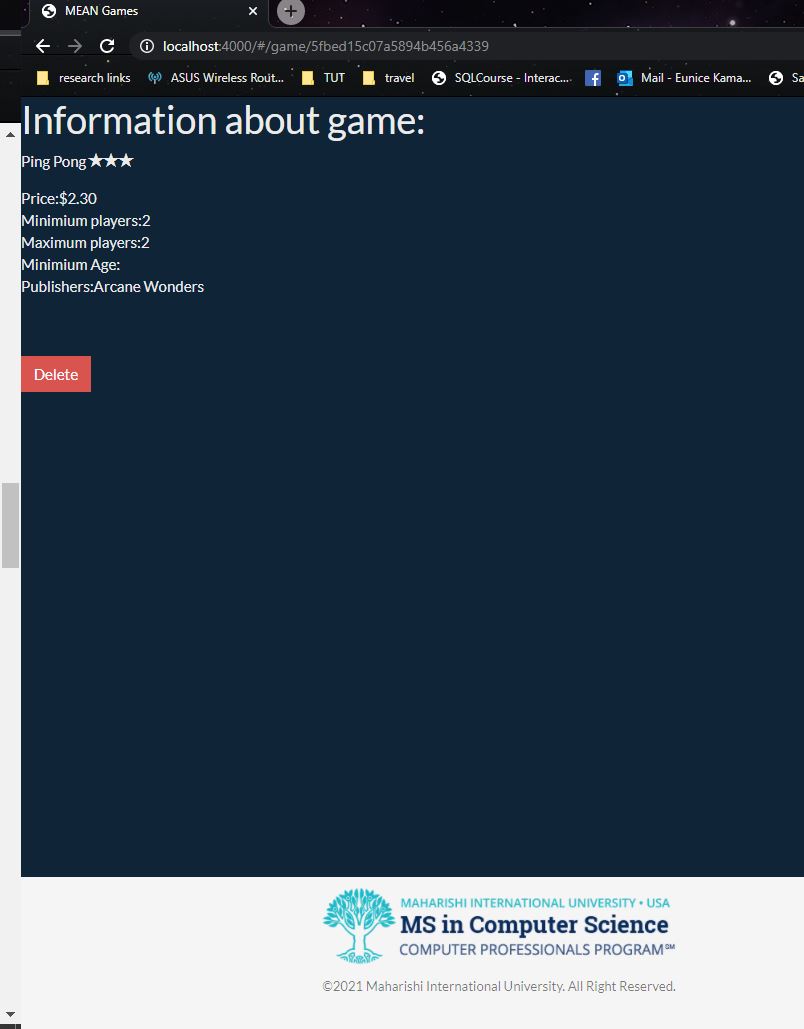 MEAN Games
localhost:4000/#/game/5fbed15c07a5894b456a4339
research links ASUS Wireless Rout... TUT travel SQLCourse - Interac... Mail - Eunice Kama... Sa
Information about game:
Ping Pong ★★★
Price:$2.30
Minimium players:2
Maximum players:2
Minimium Age:
Publishers:Arcane Wonders
Delete
MAHARISHI INTERNATIONAL UNIVERSITY • USA
MS in Computer Science
COMPUTER PROFESSIONALS PROGRAM℠
©2021 Maharishi International University. All Right Reserved.